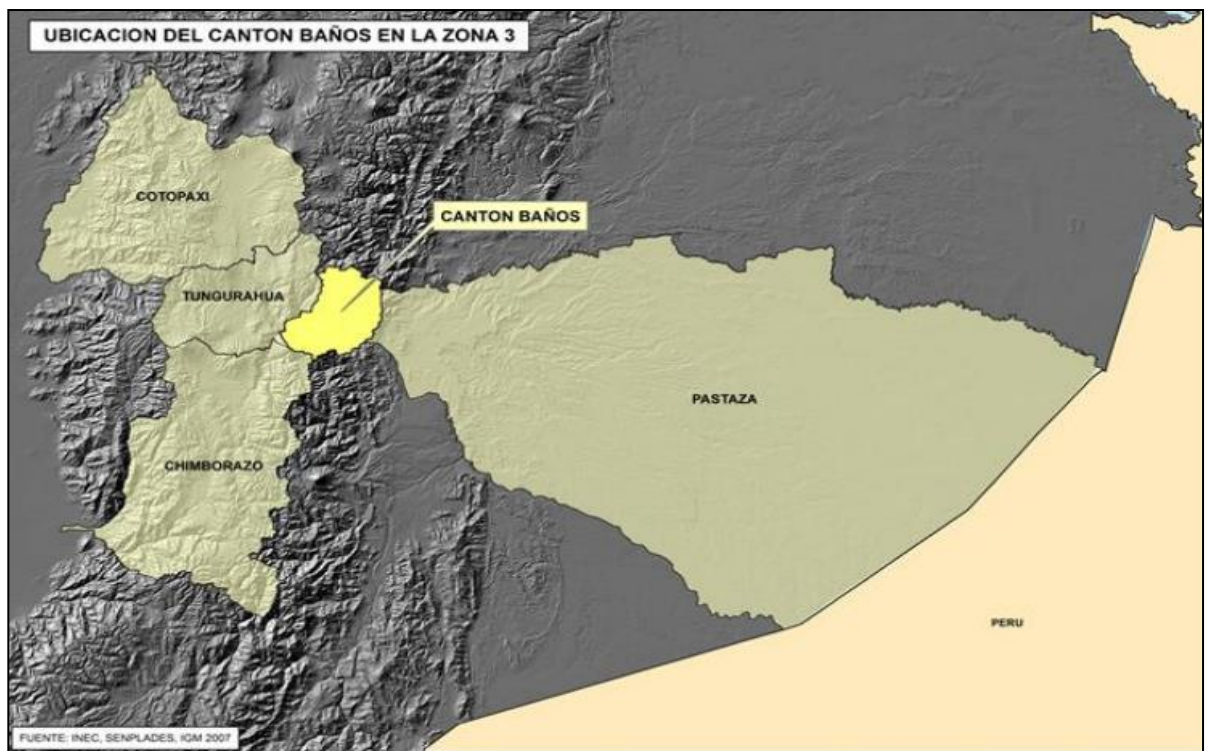 UBICACION DEL CANTON BAÑOS EN LA ZONA 3
COTOPAXI
CANTON BAÑOS
TUNGURAHUA
PASTAZA
CHIMBORAZO
PERU
FUENTE: INEC, SENPLADES, IGM 2007